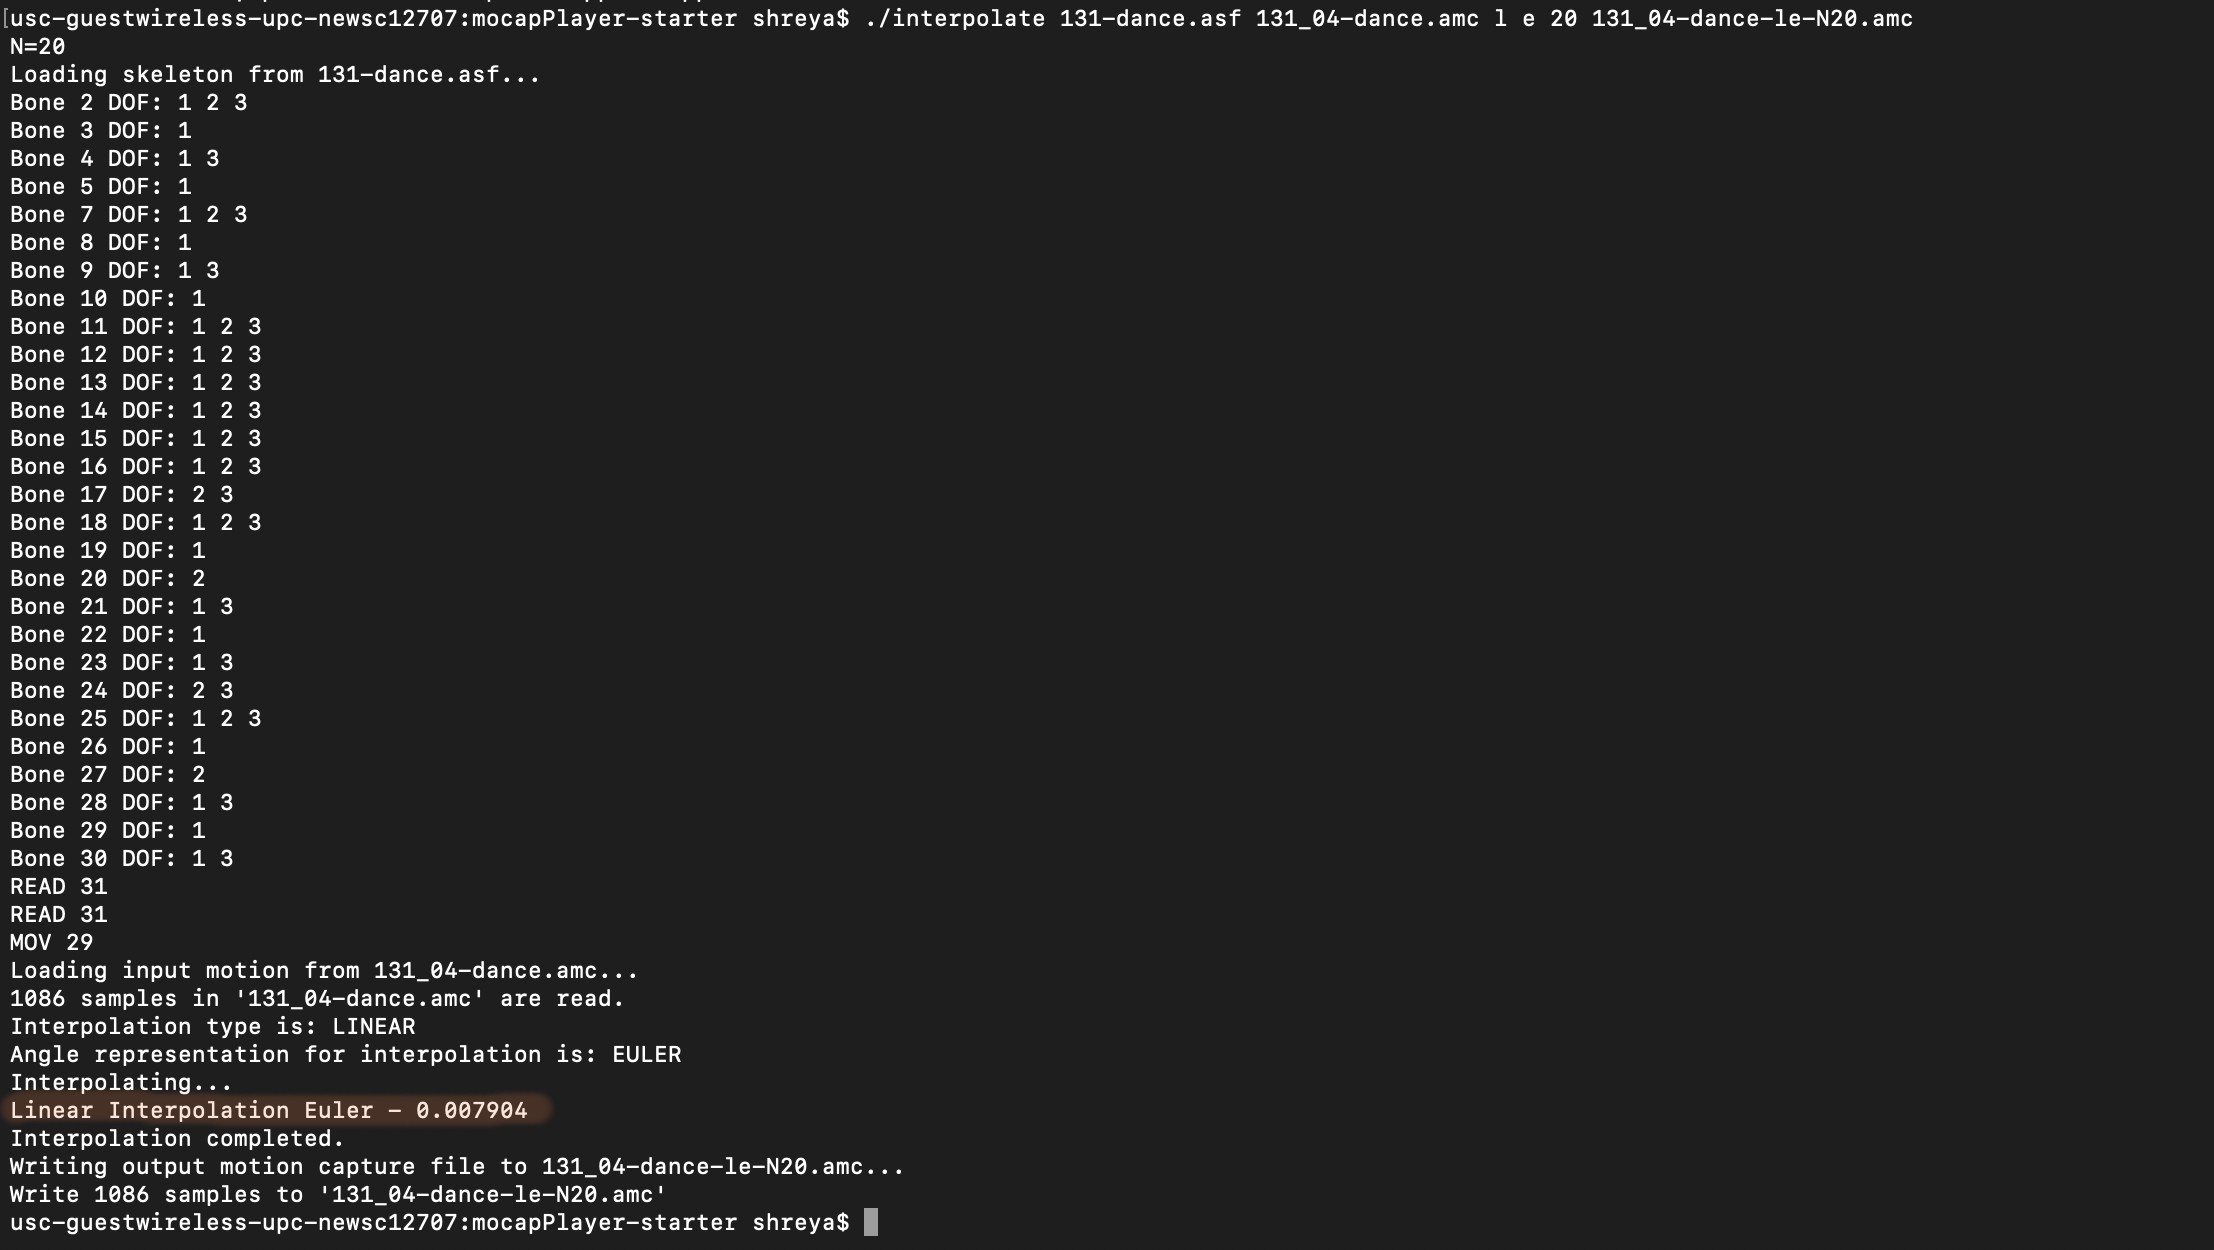 usc-guestwireless-upc-newsc12707:mocapPlayer-starter shreya$ ./interpolate 131-dance.asf 131_04-dance.amc l e 20 131_04-dance-le-N20.amc
N=20
Loading skeleton from 131-dance.asf...
Bone 2 DOF: 1 2 3
Bone 3 DOF: 1
Bone 4 DOF: 1 3
Bone 5 DOF: 1
Bone 7 DOF: 1 2 3
Bone 8 DOF: 1
Bone 9 DOF: 1 3
Bone 10 DOF: 1
Bone 11 DOF: 1 2 3
Bone 12 DOF: 1 2 3
Bone 13 DOF: 1 2 3
Bone 14 DOF: 1 2 3
Bone 15 DOF: 1 2 3
Bone 16 DOF: 1 2 3
Bone 17 DOF: 2 3
Bone 18 DOF: 1 2 3
Bone 19 DOF: 1
Bone 20 DOF: 2
Bone 21 DOF: 1 3
Bone 22 DOF: 1
Bone 23 DOF: 1 3
Bone 24 DOF: 2 3
Bone 25 DOF: 1 2 3
Bone 26 DOF: 1
Bone 27 DOF: 2
Bone 28 DOF: 1 3
Bone 29 DOF: 1
Bone 30 DOF: 1 3
READ 31
READ 31
MOV 29
Loading input motion from 131_04-dance.amc...
1086 samples in '131_04-dance.amc' are read.
Interpolation type is: LINEAR
Angle representation for interpolation is: EULER
Interpolating...
Linear Interpolation Euler - 0.007904
Interpolation completed.
Writing output motion capture file to 131_04-dance-le-N20.amc...
Write 1086 samples to '131_04-dance-le-N20.amc'
usc-guestwireless-upc-newsc12707:mocapPlayer-starter shreya$